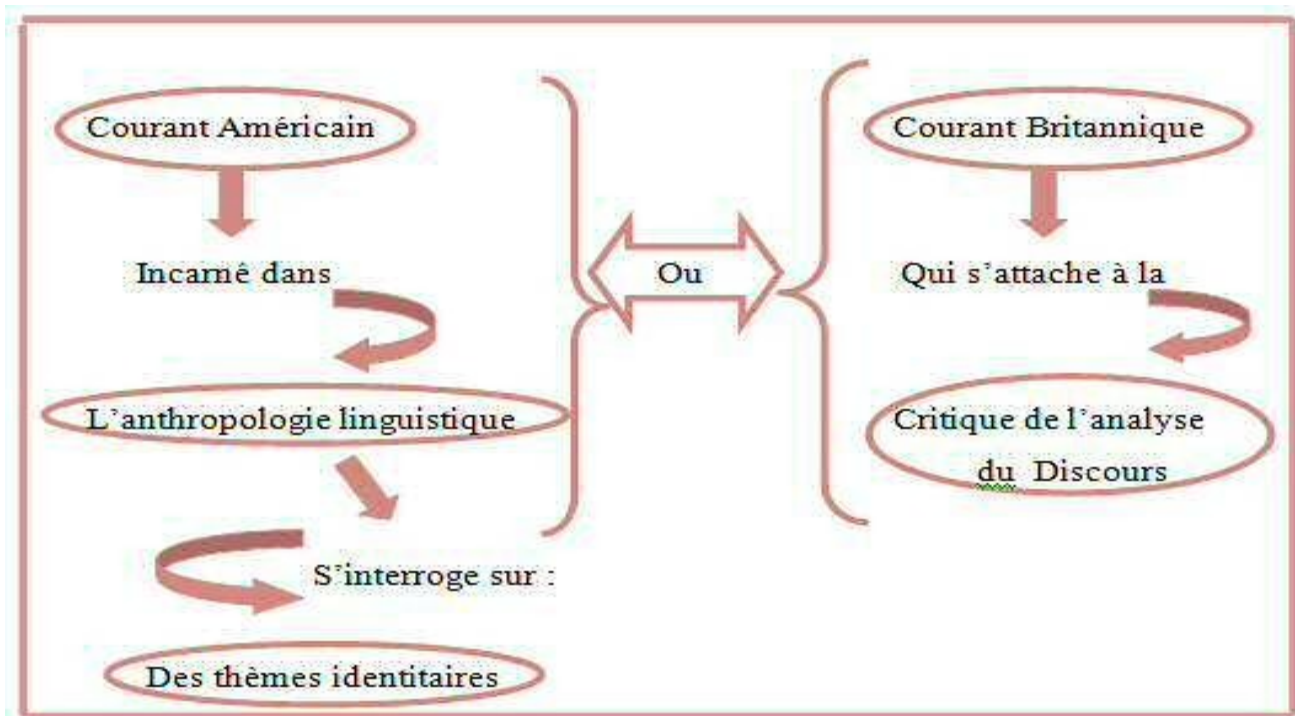 Courant Américain
Incarné dans
L'anthropologie linguistique
S'interroge sur :
Des thèmes identitaires
Ou
Courant Britannique
Qui s'attache à la
Critique de l'analyse
du Discours